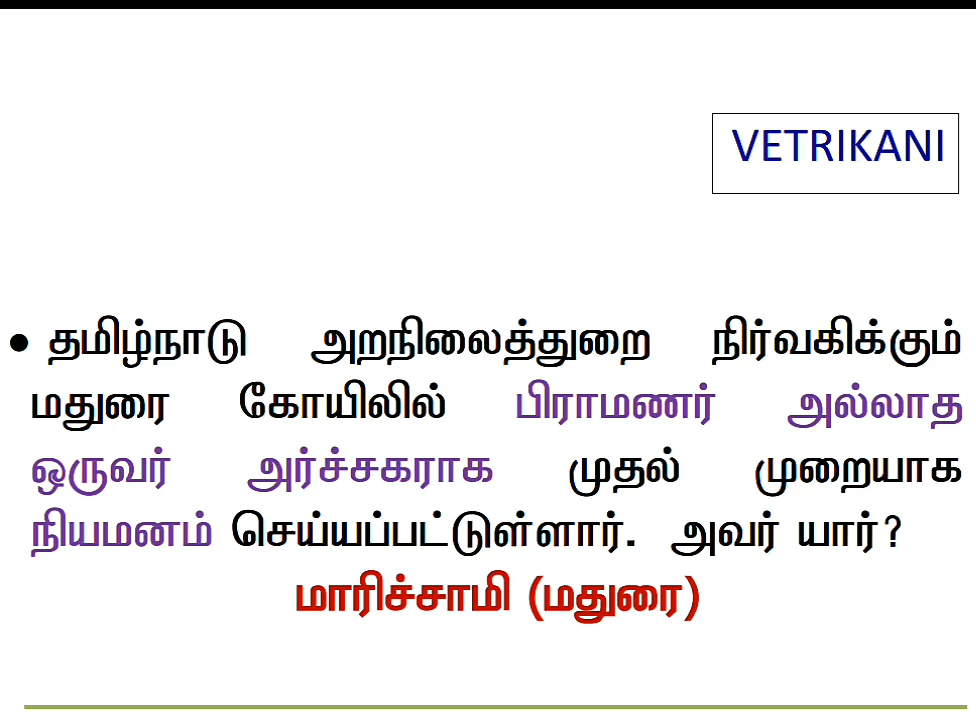 VETRIKANI
• தமிழ்நாடு அறநிலைத்துறை நிர்வகிக்கும்
மதுரை கோயிலில் பிராமணர் அல்லாத
ஒருவர் அர்ச்சகராக முதல் முறையாக
நியமனம் செய்யப்பட்டுள்ளார். அவர் யார்?
மாரிச்சாமி (மதுரை)